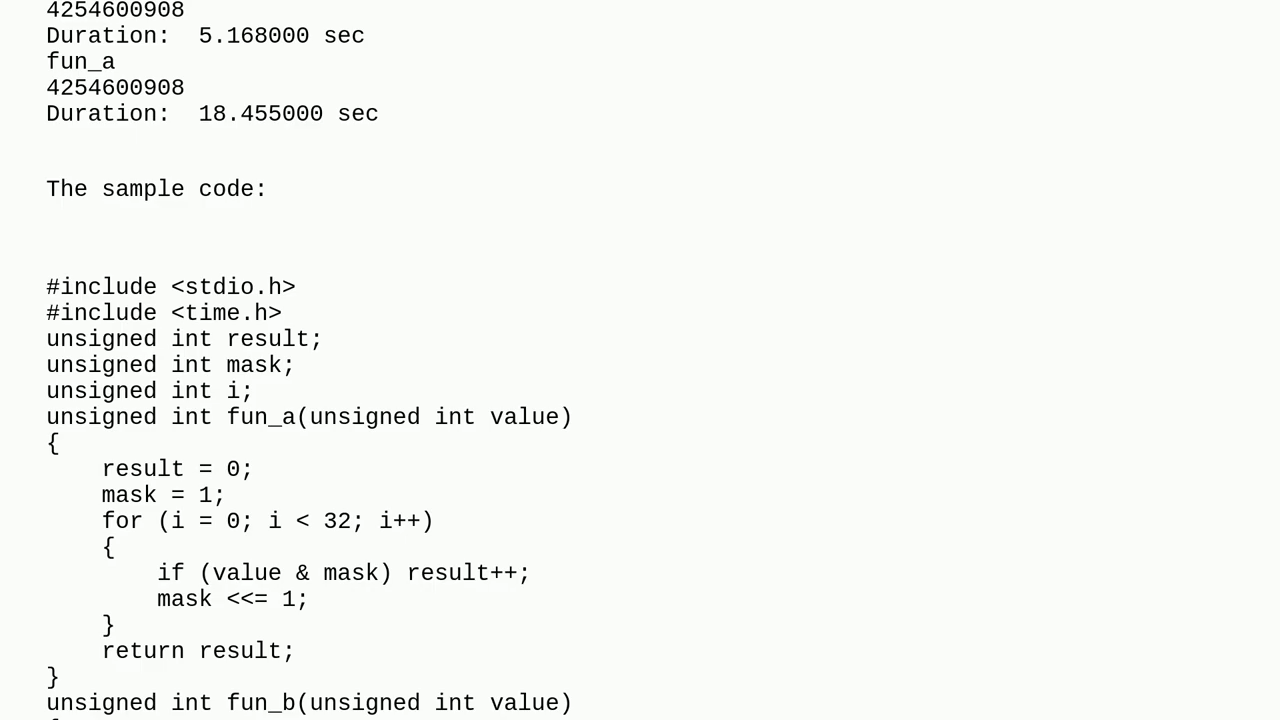 4254600908
Duration:  5.168000 sec
fun_a
4254600908
Duration:  18.455000 sec
The sample code:
#include <stdio.h>
#include <time.h>
unsigned int result;
unsigned int mask;
unsigned int i;
unsigned int fun_a(unsigned int value)
{
    result = 0;
    mask = 1;
    for (i = 0; i < 32; i++)
    {
        if (value & mask) result++;
        mask <<= 1;
    }
    return result;
}
unsigned int fun_b(unsigned int value)